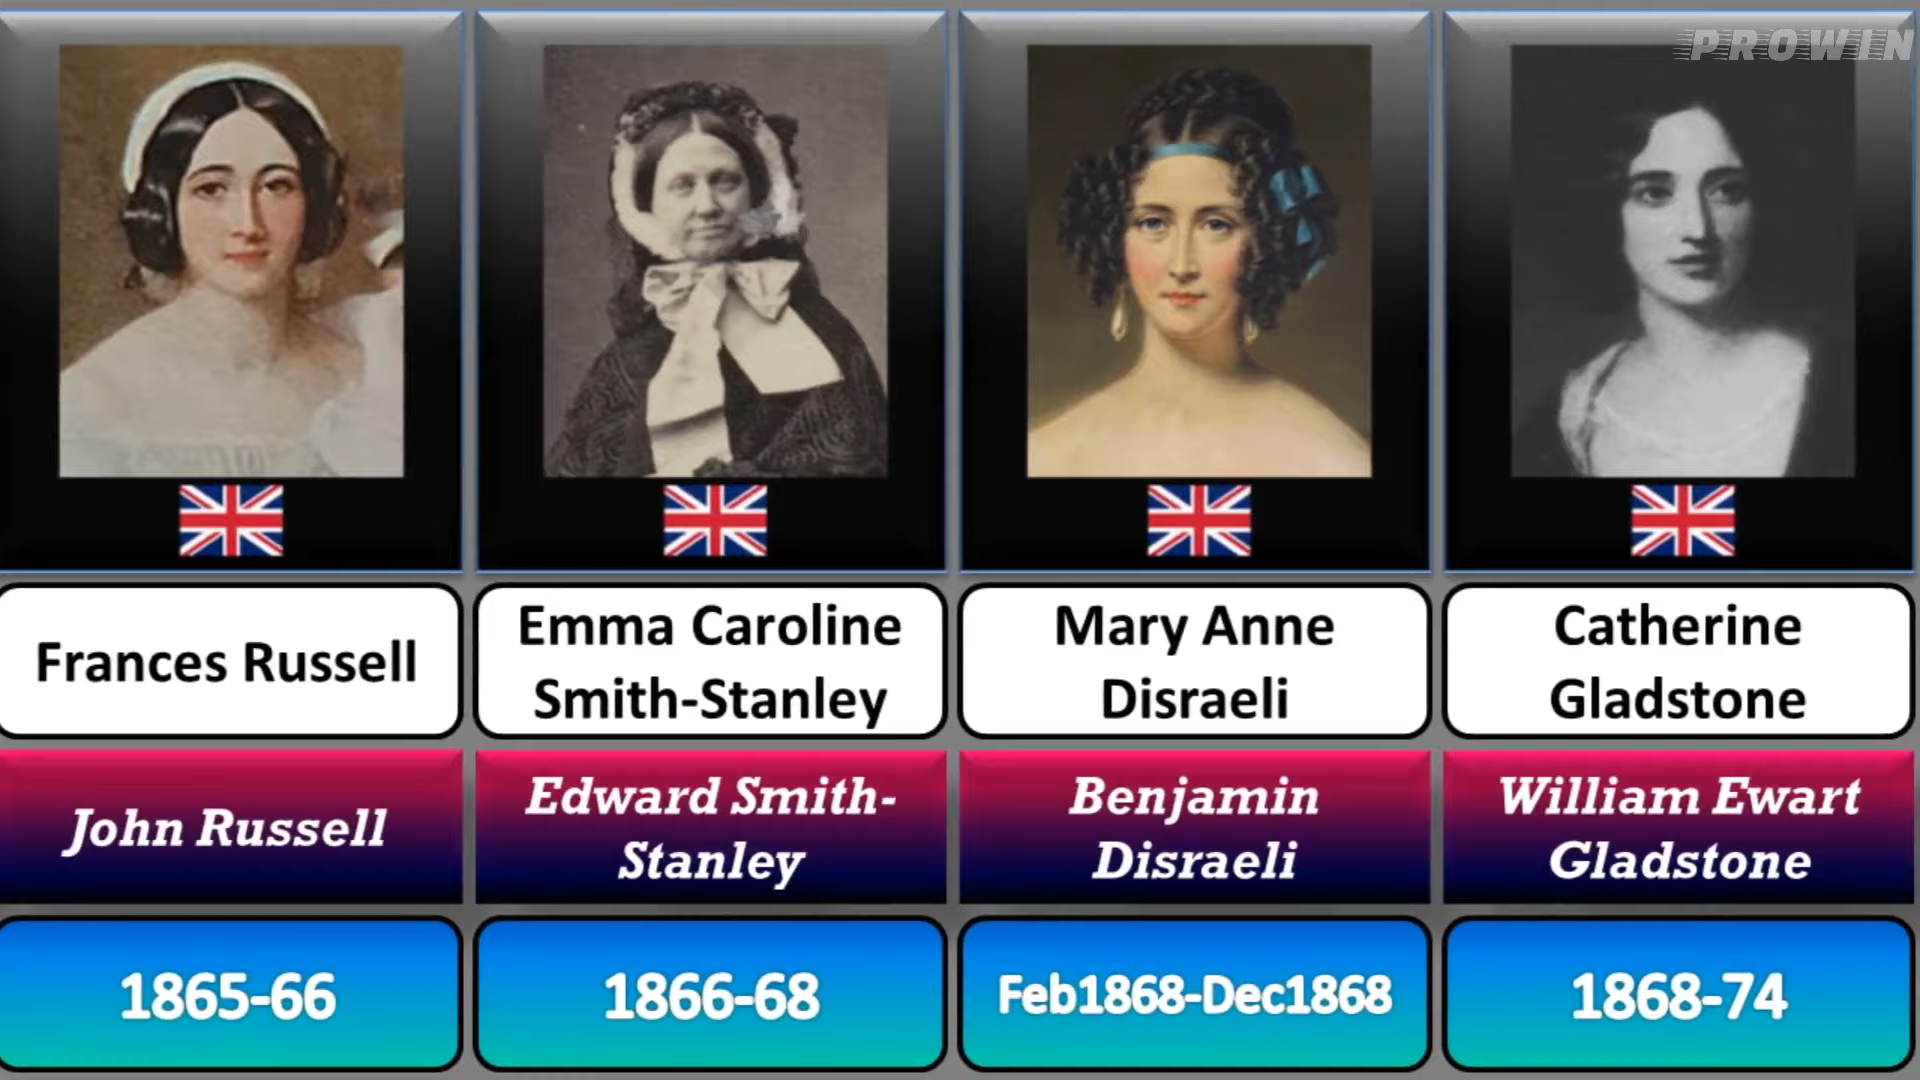 PROWIN
Frances Russell
Emma Caroline
Smith-Stanley
Mary Anne
Disraeli
Catherine
Gladstone
John Russell
Edward Smith-
Stanley
Benjamin
Disraeli
William Ewart
Gladstone
1865-66
1866-68
Feb1868-Dec1868
1868-74